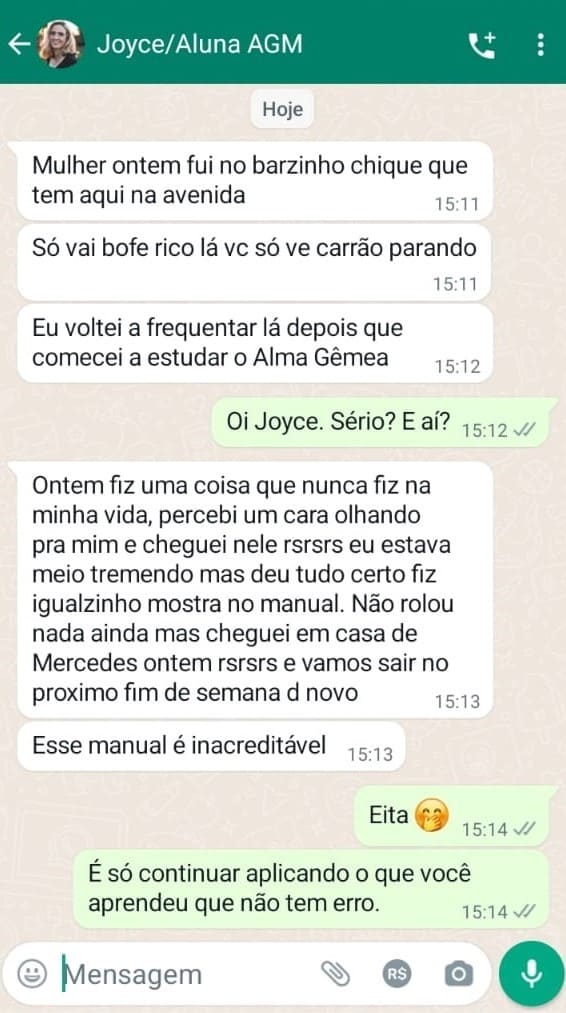 Joyce/Aluna AGM
Hoje
Mulher ontem fui no barzinho chique que
tem aqui na avenida
15:11
Só vai bofe rico lá vc só ve carrão parando
15:11
Eu voltei a frequentar lá depois que
comecei a estudar o Alma Gêmea
15:12
Oi Joyce. Sério? E aí? 15:12
Ontem fiz uma coisa que nunca fiz na
minha vida, percebi um cara olhando
pra mim e cheguei nele rsrsrs eu estava
meio tremendo mas deu tudo certo fiz
igualzinho mostra no manual. Não rolou
nada ainda mas cheguei em casa de
Mercedes ontem rsrsrs e vamos sair no
proximo fim de semana d novo
15:13
Esse manual é inacreditável 15:13
Eita 🤭 15:14
É só continuar aplicando o que você
aprendeu que não tem erro.
15:14
Mensagem
R$